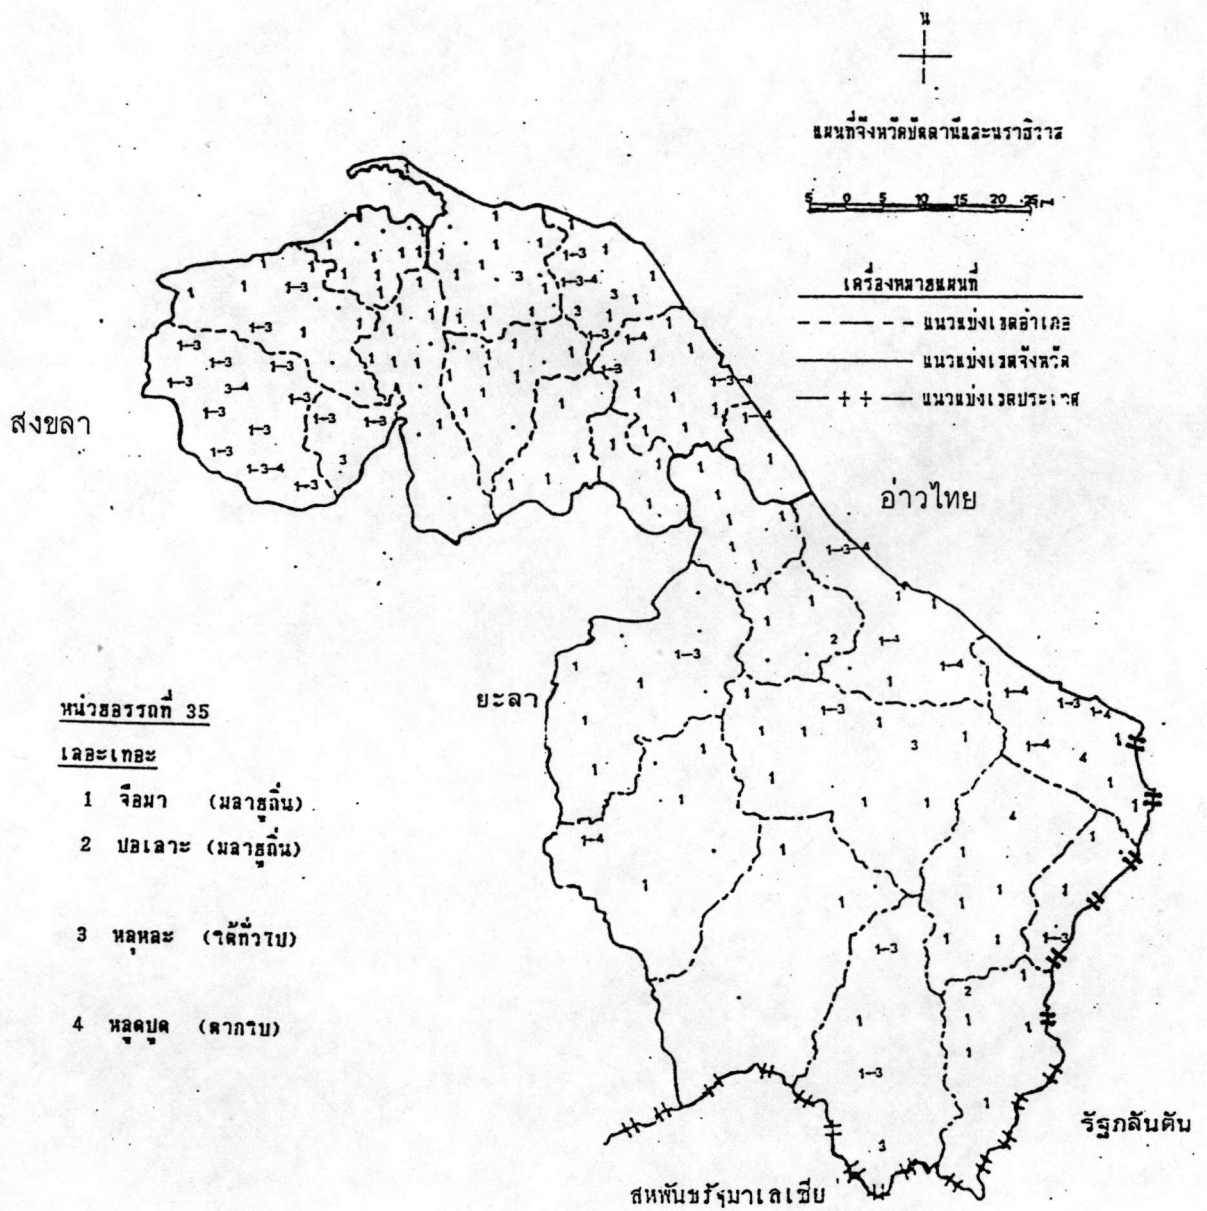 น
แผนที่จังหวัดปัตตานีและนราธิวาส
5 0 5 10 15 20 25
เครื่องหมายแผนที่
แนวแบ่งเขตอำเภอ
แนวแบ่งเขตจังหวัด
แนวแบ่งเขตประเทศ
สงขลา
อ่าวไทย
ยะลา
หน่วยอรรถที่ 35
เลอะเทอะ
1 จือมา (มลายูถิ่น)
2 ปอเลาะ (มลายูถิ่น)
3 หลุหละ (ใต้ทั่วไป)
4 หลูดปูด (ตากใบ)
รัฐกลันตัน
สหพันธรัฐมาเลเซีย